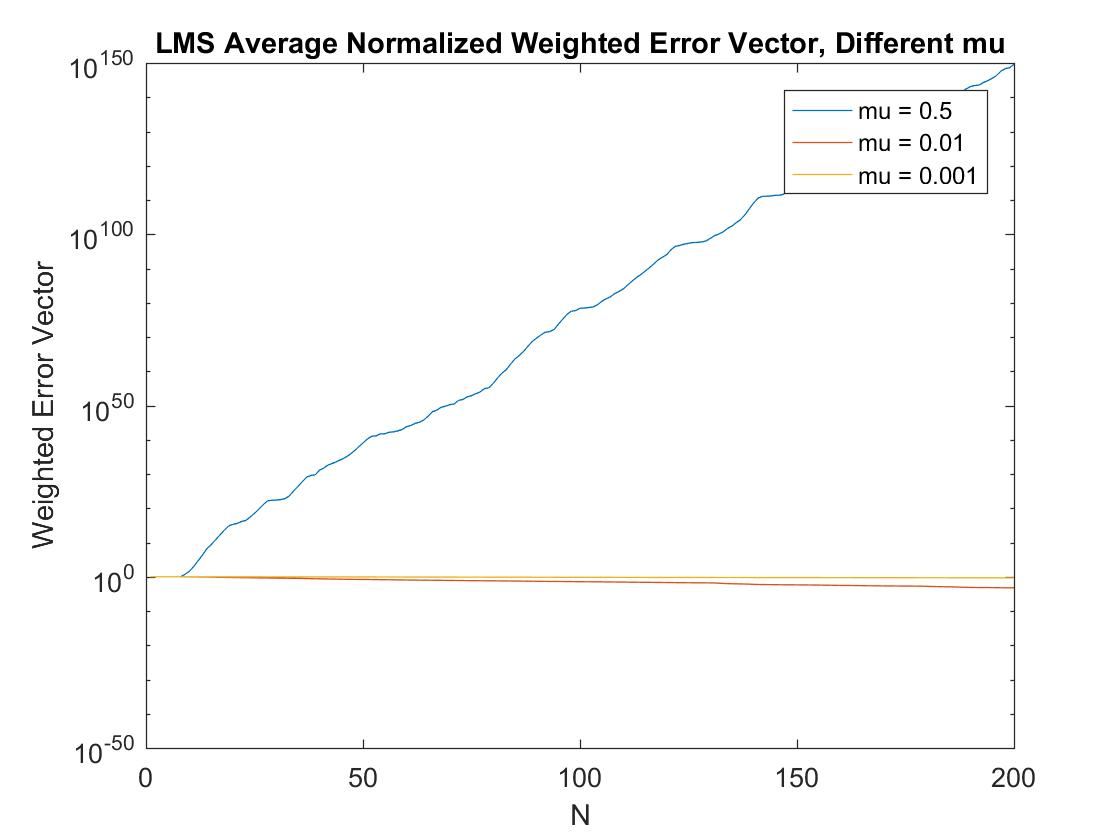 LMS Average Normalized Weighted Error Vector, Different mu
10^150
10^100
10^50
10^0
10^-50
Weighted Error Vector
mu = 0.5
mu = 0.01
mu = 0.001
0 50 100 150 200
N